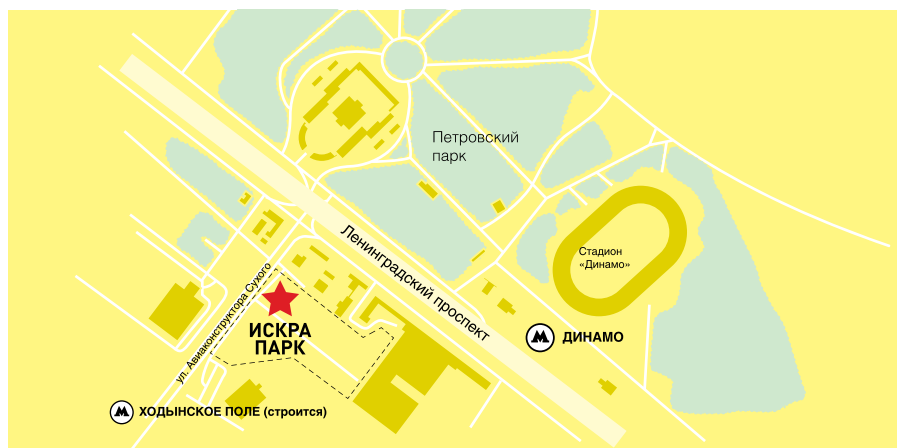 Петровский
парк
Ленинградский проспект
Стадион
«Динамо»
ул. Авиаконструктора Сухого
ИСКРА
ПАРК
М ДИНАМО
М ХОДЫНСКОЕ ПОЛЕ (строится)